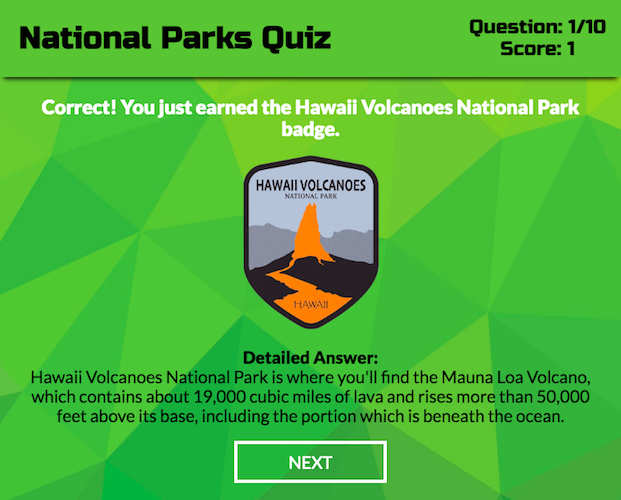 National Parks Quiz
Question: 1/10
Score: 1
Correct! You just earned the Hawaii Volcanoes National Park
badge.
HAWAII VOLCANOES
NATIONAL PARK
HAWAII
Detailed Answer:
Hawaii Volcanoes National Park is where you'll find the Mauna Loa Volcano,
which contains about 19,000 cubic miles of lava and rises more than 50,000
feet above its base, including the portion which is beneath the ocean.
NEXT